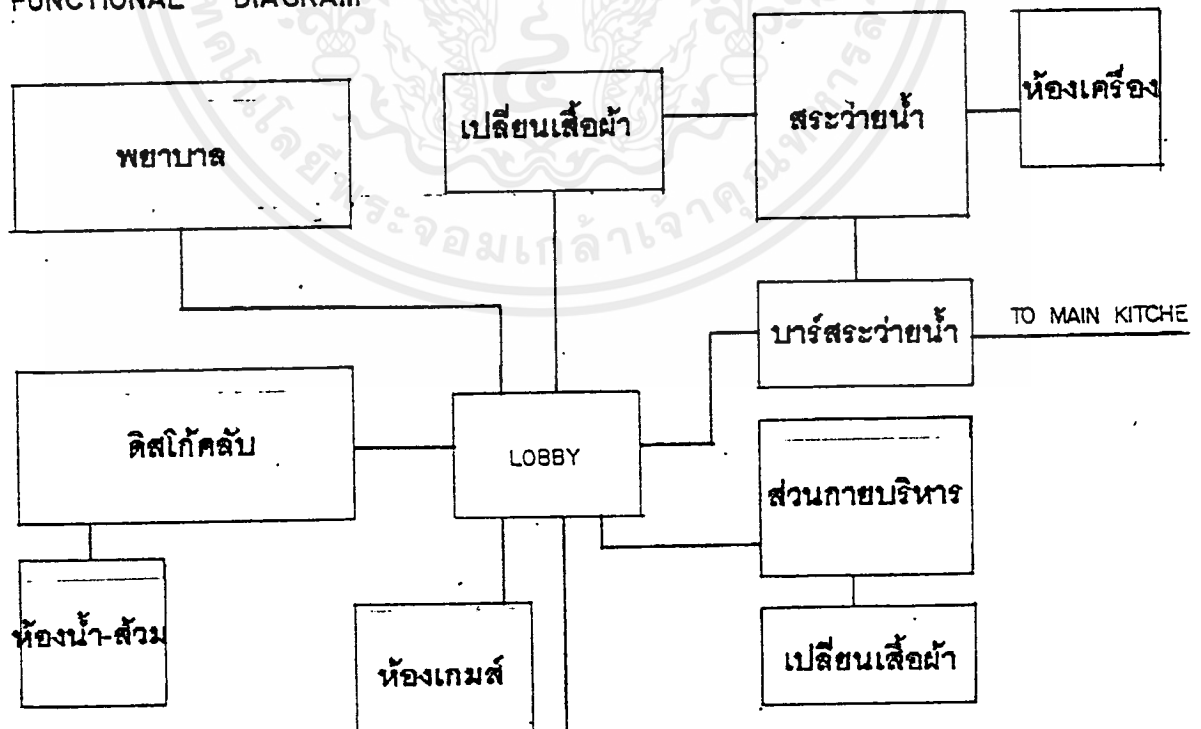 FUNCTIONAL DIAGRAM
พยาบาล
เปลี่ยนเสื้อผ้า
สระว่ายน้ำ
ห้องเครื่อง
บาร์สระว่ายน้ำ
TO MAIN KITCHE
ดิสโก้คลับ
LOBBY
ส่วนกายบริหาร
ห้องน้ำ-ส้วม
ห้องเกมส์
เปลี่ยนเสื้อผ้า